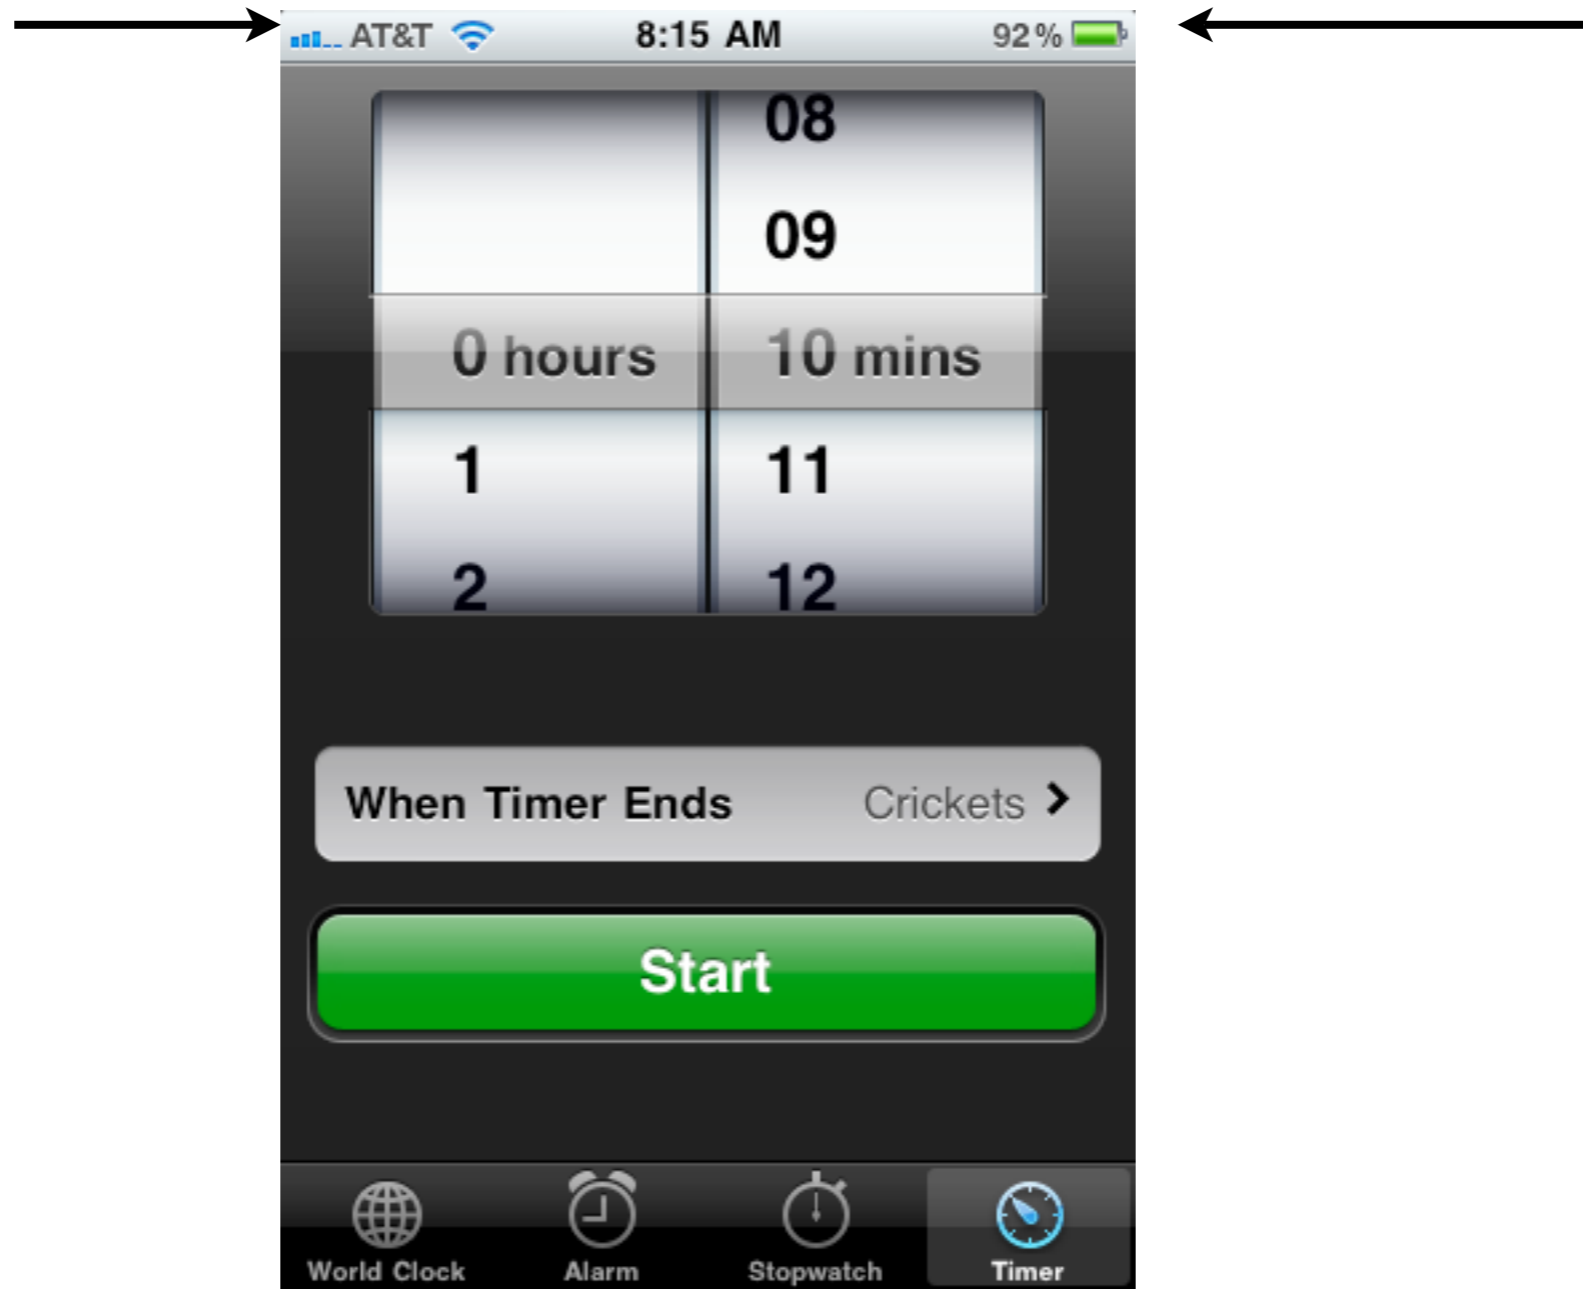 AT&T 8:15 AM 92%
08
09
0 hours 10 mins
1 11
2 12
When Timer Ends Crickets
Start
World Clock Alarm Stopwatch Timer